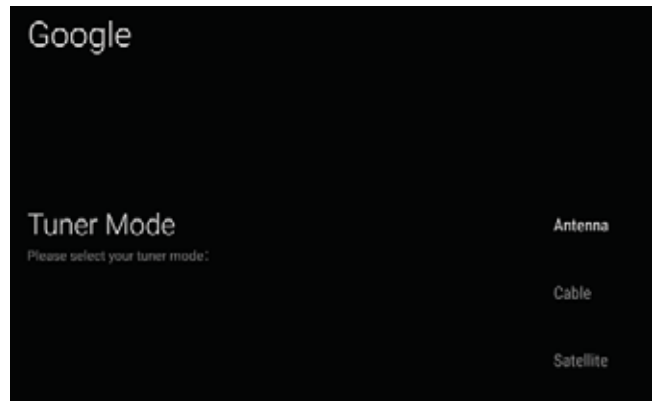 Google
Tuner Mode
Antenna
Please select your tuner mode:
Cable
Satellite